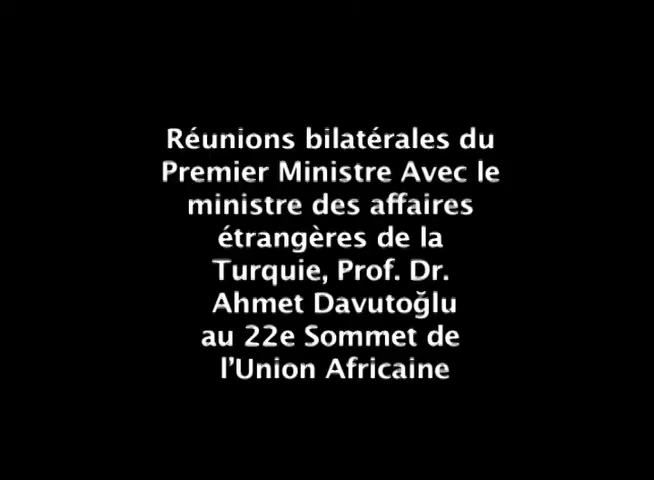 Réunions bilatérales du
Premier Ministre Avec le
ministre des affaires
étrangères de la
Turquie, Prof. Dr.
Ahmet Davutoğlu
au 22e Sommet de
l’Union Africaine